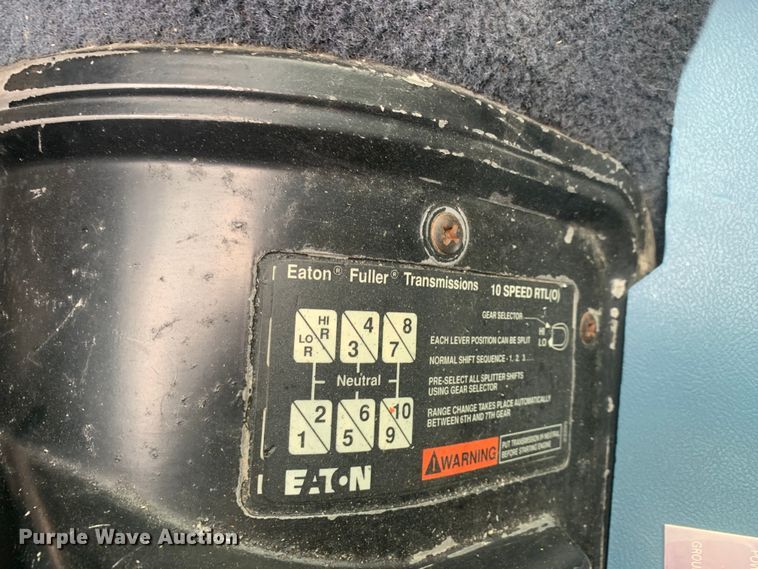 Eaton® Fuller® Transmissions 10 SPEED RTL(O)
GEAR SELECTOR
HI
LO
EACH LEVER POSITION CAN BE SPLIT
NORMAL SHIFT SEQUENCE - 1, 2, 3 ....
PRE-SELECT ALL SPLITTER SHIFTS
USING GEAR SELECTOR
RANGE CHANGE TAKES PLACE AUTOMATICALLY
BETWEEN 6TH AND 7TH GEAR
HI R 4 8
LO R 3 7
Neutral
2 6 10
1 5 9
WARNING
PUT TRANSMISSION IN NEUTRAL
BEFORE STARTING ENGINE
EATON
Purple Wave Auction
GROU